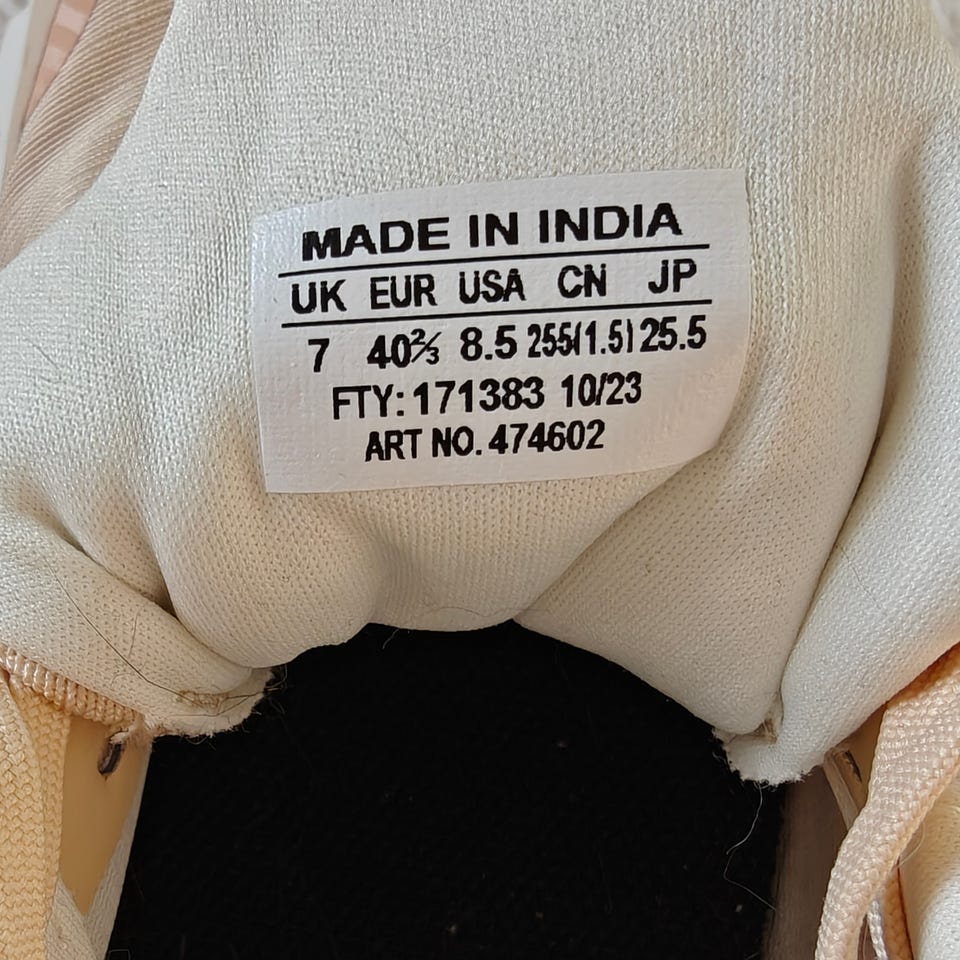 MADE IN INDIA
UK EUR USA CN JP
7 40⅔ 8.5 255(1.5) 25.5
FTY: 171383 10/23
ART NO. 474602